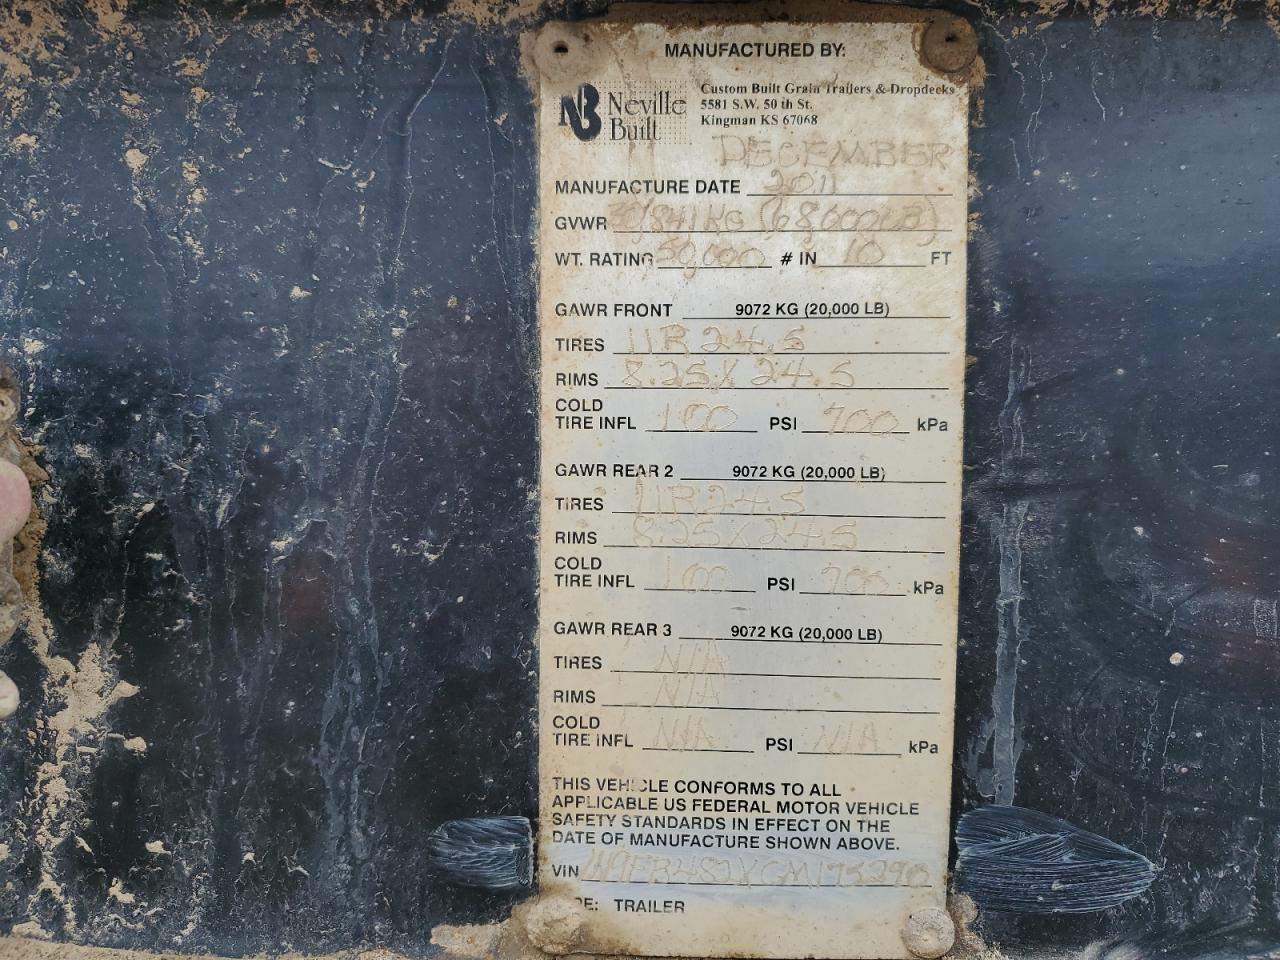 MANUFACTURED BY:
NB Neville Built
Custom Built Grain Trailers & Dropdecks
5581 S.W. 50 th St.
Kingman KS 67068
DECEMBER
MANUFACTURE DATE 2011
GVWR 30,841 KG (68,000 LB)
WT. RATING 50,000 # IN 10 FT
GAWR FRONT 9072 KG (20,000 LB)
TIRES 11R24.5
RIMS 8.25X24.5
COLD
TIRE INFL 100 PSI 700 kPa
GAWR REAR 2 9072 KG (20,000 LB)
TIRES 11R24.5
RIMS 8.25X24.5
COLD
TIRE INFL 100 PSI 700 kPa
GAWR REAR 3 9072 KG (20,000 LB)
TIRES N/A
RIMS N/A
COLD
TIRE INFL N/A PSI N/A kPa
THIS VEHICLE CONFORMS TO ALL
APPLICABLE US FEDERAL MOTOR VEHICLE
SAFETY STANDARDS IN EFFECT ON THE
DATE OF MANUFACTURE SHOWN ABOVE.
VIN
TRAILER